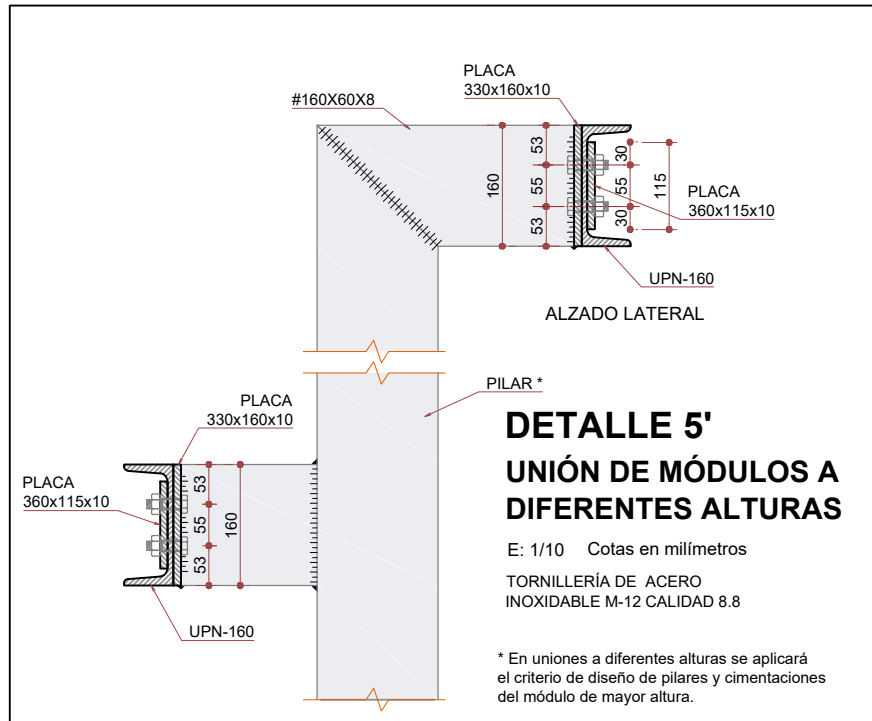 PLACA
330x160x10
#160X60X8
53
160
55
53
30
55
30
115
PLACA
360x115x10
UPN-160
ALZADO LATERAL
PILAR *
PLACA
330x160x10
PLACA
360x115x10
53
55
160
53
UPN-160
DETALLE 5'
UNIÓN DE MÓDULOS A
DIFERENTES ALTURAS
E: 1/10 Cotas en milímetros
TORNILLERÍA DE ACERO
INOXIDABLE M-12 CALIDAD 8.8
* En uniones a diferentes alturas se aplicará
el criterio de diseño de pilares y cimentaciones
del módulo de mayor altura.